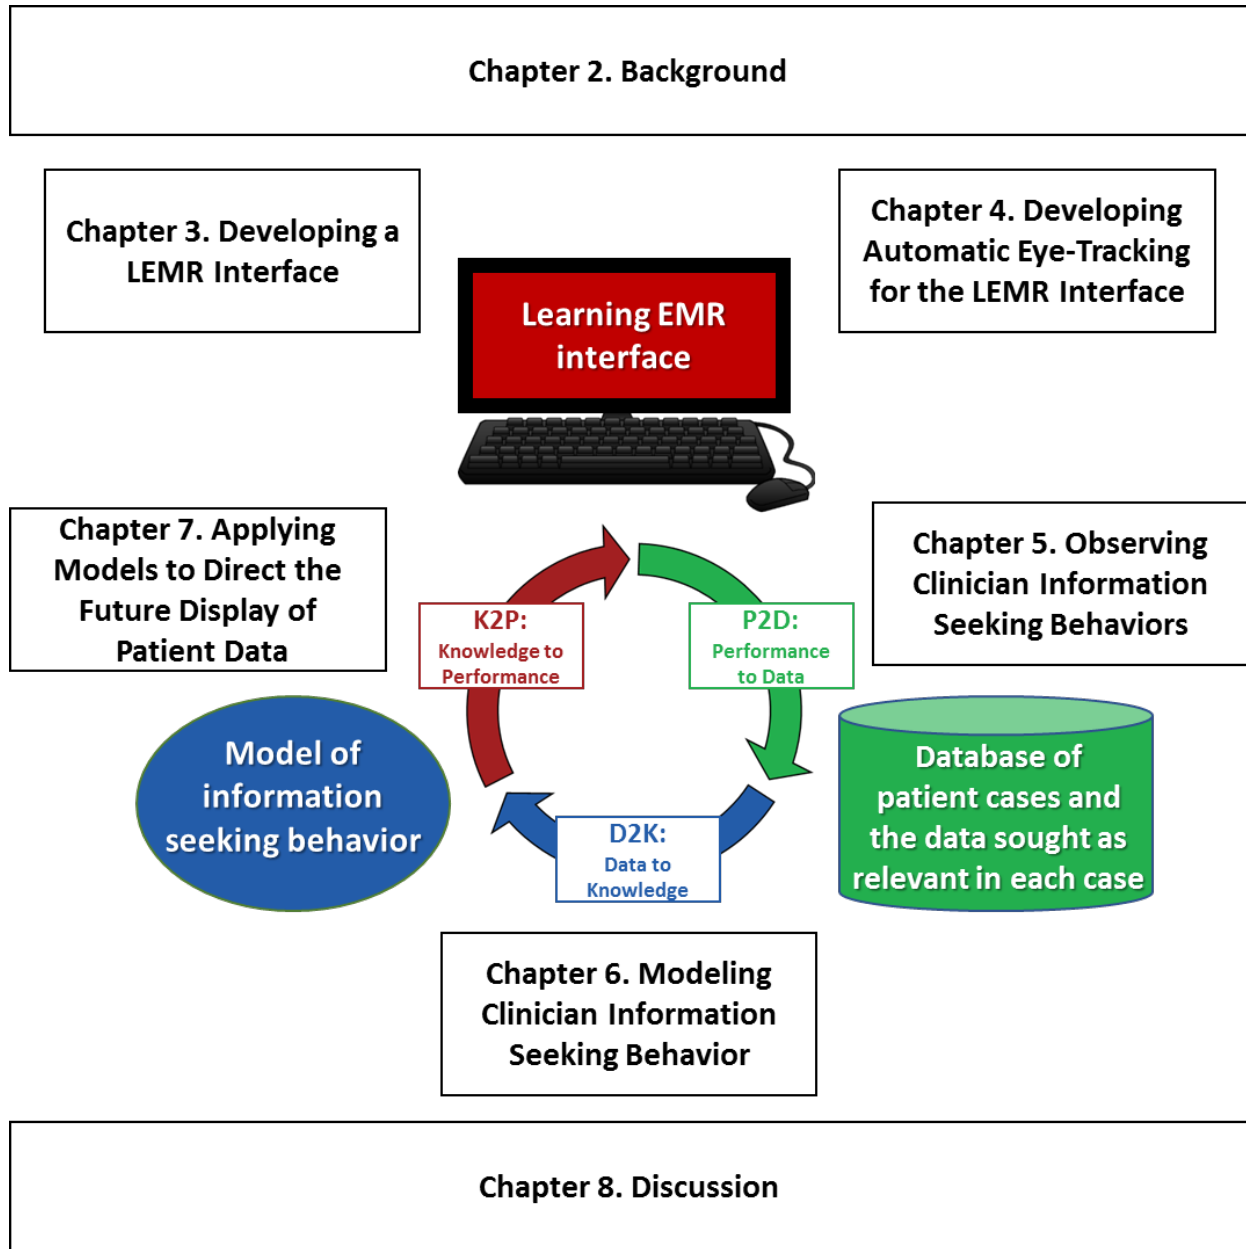 Chapter 2. Background
Chapter 3. Developing a
LEMR Interface
Chapter 4. Developing
Automatic Eye-Tracking
for the LEMR Interface
Learning EMR
interface
Chapter 7. Applying
Models to Direct the
Future Display of
Patient Data
Chapter 5. Observing
Clinician Information
Seeking Behaviors
K2P:
Knowledge to
Performance
P2D:
Performance
to Data
Model of
information
seeking behavior
D2K:
Data to
Knowledge
Database of
patient cases and
the data sought as
relevant in each case
Chapter 6. Modeling
Clinician Information
Seeking Behavior
Chapter 8. Discussion